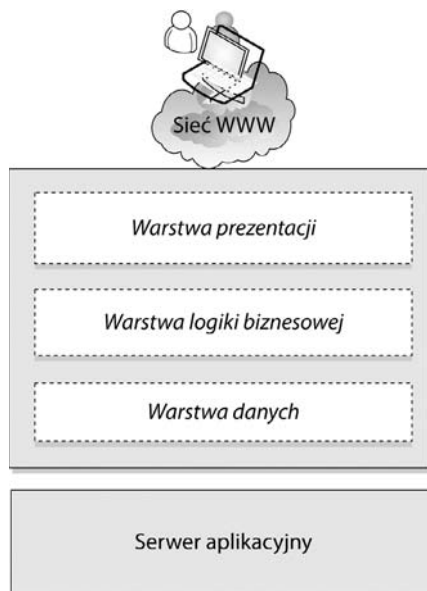 Sieć WWW
Warstwa prezentacji
Warstwa logiki biznesowej
Warstwa danych
Serwer aplikacyjny